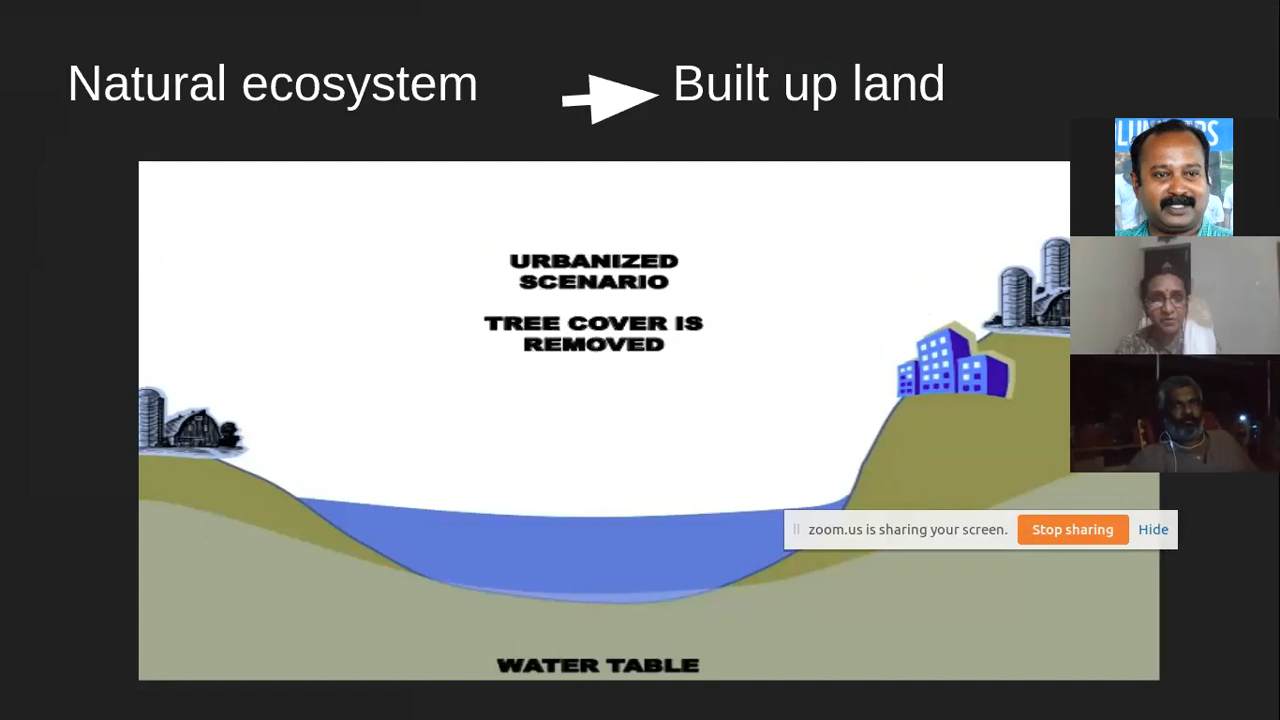 Natural ecosystem Built up land
URBANIZED
SCENARIO
TREE COVER IS
REMOVED
zoom.us is sharing your screen. Stop sharing Hide
WATER TABLE